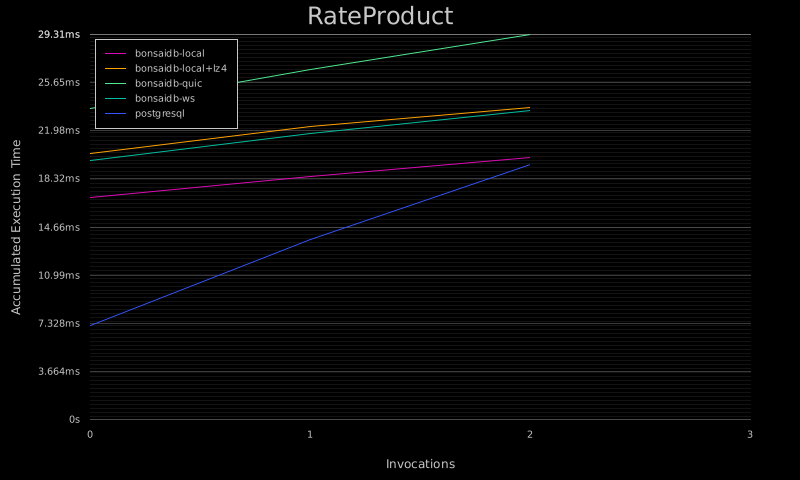 RateProduct
29.31ms
25.65ms
21.98ms
18.32ms
14.66ms
10.99ms
7.328ms
3.664ms
0s
Accumulated Execution Time
bonsaidb-local
bonsaidb-local+lz4
bonsaidb-quic
bonsaidb-ws
postgresql
0 1 2 3
Invocations